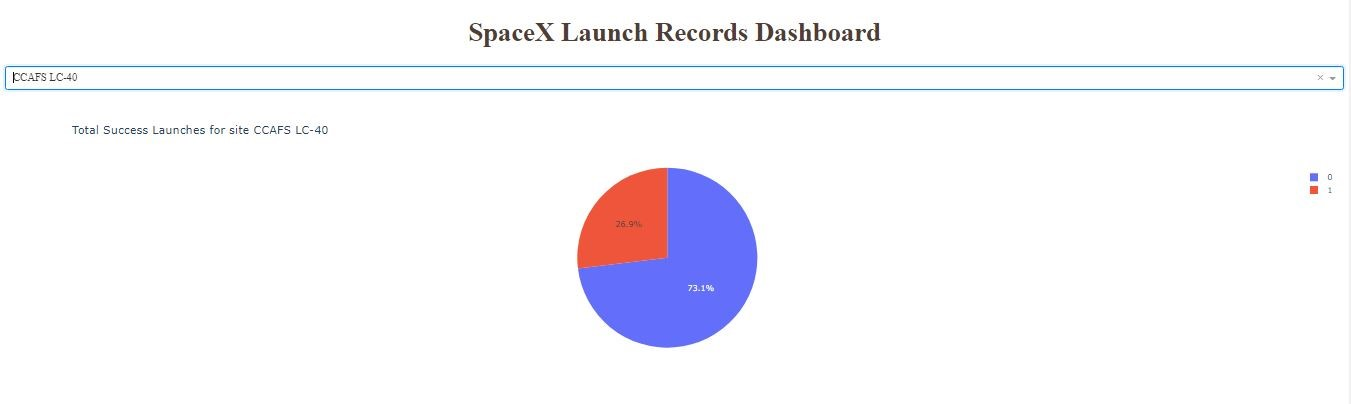 SpaceX Launch Records Dashboard
CCAFS LC-40
Total Success Launches for site CCAFS LC-40
0
1
26.9%
73.1%